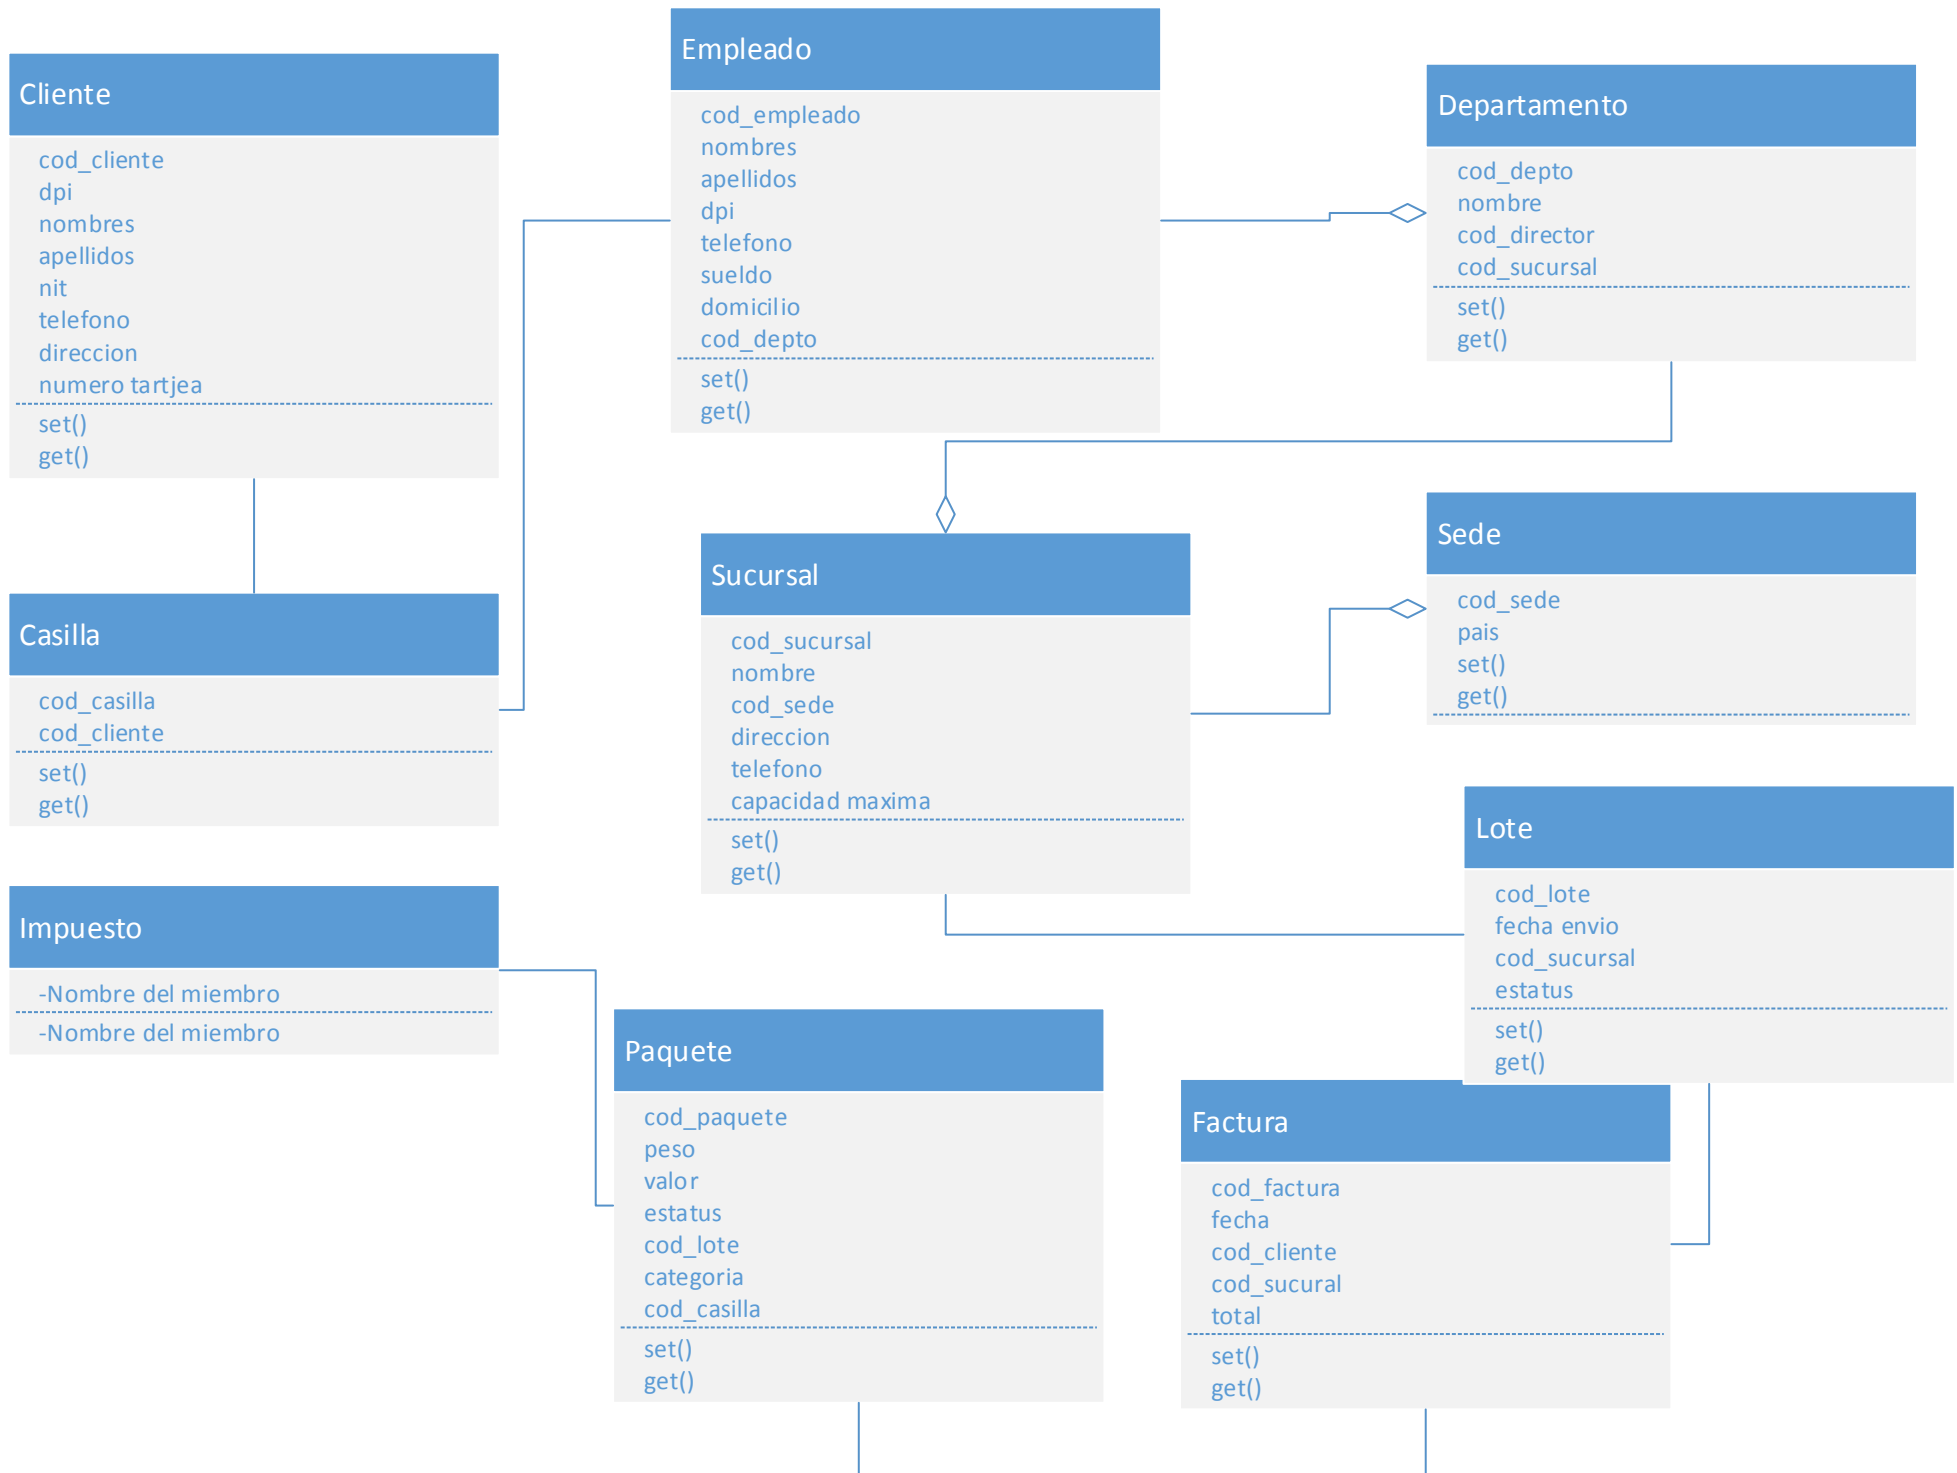 Cliente
cod_cliente
dpi
nombres
apellidos
nit
telefono
direccion
numero tartjea
set()
get()
Empleado
cod_empleado
nombres
apellidos
dpi
telefono
sueldo
domicilio
cod_depto
set()
get()
Departamento
cod_depto
nombre
cod_director
cod_sucursal
set()
get()
Casilla
cod_casilla
cod_cliente
set()
get()
Sucursal
cod_sucursal
nombre
cod_sede
direccion
telefono
capacidad maxima
set()
get()
Sede
cod_sede
pais
set()
get()
Lote
cod_lote
fecha envio
cod_sucursal
estatus
set()
get()
Impuesto
-Nombre del miembro
-Nombre del miembro
Paquete
cod_paquete
peso
valor
estatus
cod_lote
categoria
cod_casilla
set()
get()
Factura
cod_factura
fecha
cod_cliente
cod_sucural
total
set()
get()